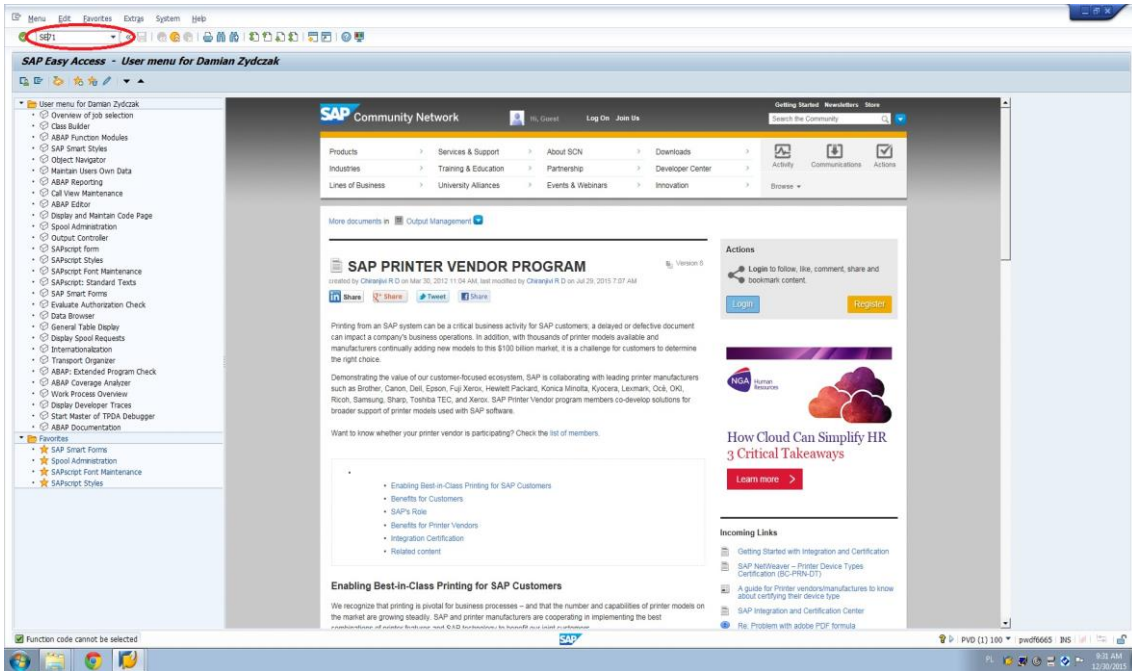 Menu Edit Favorites Extras System Help
SE71
SAP Easy Access - User menu for Damian Zydczak
User menu for Damian Zydczak
Overview of job selection
Class Builder
ABAP Function Modules
SAP Smart Styles
Object Navigator
Maintain Users Own Data
ABAP Reporting
Call View Maintenance
ABAP Editor
Display and Maintain Code Page
Spool Administration
Output Controller
SAPscript form
SAPscript Styles
SAPscript Font Maintenance
SAPscript: Standard Texts
SAP Smart Forms
Evaluate Authorization Check
Data Browser
General Table Display
Display Spool Requests
Internationalization
Transport Organizer
ABAP: Extended Program Check
ABAP Coverage Analyzer
Work Process Overview
Display Developer Traces
Start Master of TPDA Debugger
ABAP Documentation
Favorites
SAP Smart Forms
Spool Administration
SAPscript Font Maintenance
SAPscript Styles
Getting Started Newsletters Store
SAP Community Network
Hi, Guest Log On Join Us
Search the Community
Products > Services & Support > About SCN > Downloads >
Industries > Training & Education > Partnership > Developer Center >
Lines of Business > University Alliances > Events & Webinars > Innovation >
Activity Communications Actions
Browse
More documents in Output Management
SAP PRINTER VENDOR PROGRAM
Version 8
created by Chiranjivi R D on Mar 30, 2012 11:04 AM, last modified by Chiranjivi R D on Jul 29, 2015 7:07 AM
Share Share Tweet Share
Printing from an SAP system can be a critical business activity for SAP customers; a delayed or defective document
can impact a company's business operations. In addition, with thousands of printer models available and
manufacturers continually adding new models to this $100 billion market, it is a challenge for customers to determine
the right choice.
Demonstrating the value of our customer-focused ecosystem, SAP is collaborating with leading printer manufacturers
such as Brother, Canon, Dell, Epson, Fuji Xerox, Hewlett Packard, Konica Minolta, Kyocera, Lexmark, Océ, OKI,
Ricoh, Samsung, Sharp, Toshiba TEC, and Xerox. SAP Printer Vendor program members co-develop solutions for
broader support of printer models used with SAP software.
Want to know whether your printer vendor is participating? Check the list of members.
Enabling Best-in-Class Printing for SAP Customers
Benefits for Customers
SAP's Role
Benefits for Printer Vendors
Integration Certification
Related content
Enabling Best-in-Class Printing for SAP Customers
We recognize that printing is pivotal for business processes – and that the number and capabilities of printer models on
the market are growing steadily. SAP and printer manufacturers are cooperating in implementing the best
combinations of printer features and SAP technology to benefit our joint customers.
Actions
Login to follow, like, comment, share and
bookmark content.
Login Register
NGA Human
Resources
How Cloud Can Simplify HR
3 Critical Takeaways
Learn more >
Incoming Links
Getting Started with Integration and Certification
SAP NetWeaver – Printer Device Types
Certification (BC-PRN-DT)
A guide for Printer vendors/manufactures to know
about certifying their device type
SAP Integration and Certification Center
Re: Problem with adobe PDF formula
Function code cannot be selected
SAP
PVD (1) 100 pwdf6665 INS
PL 9:31 AM
12/30/2015